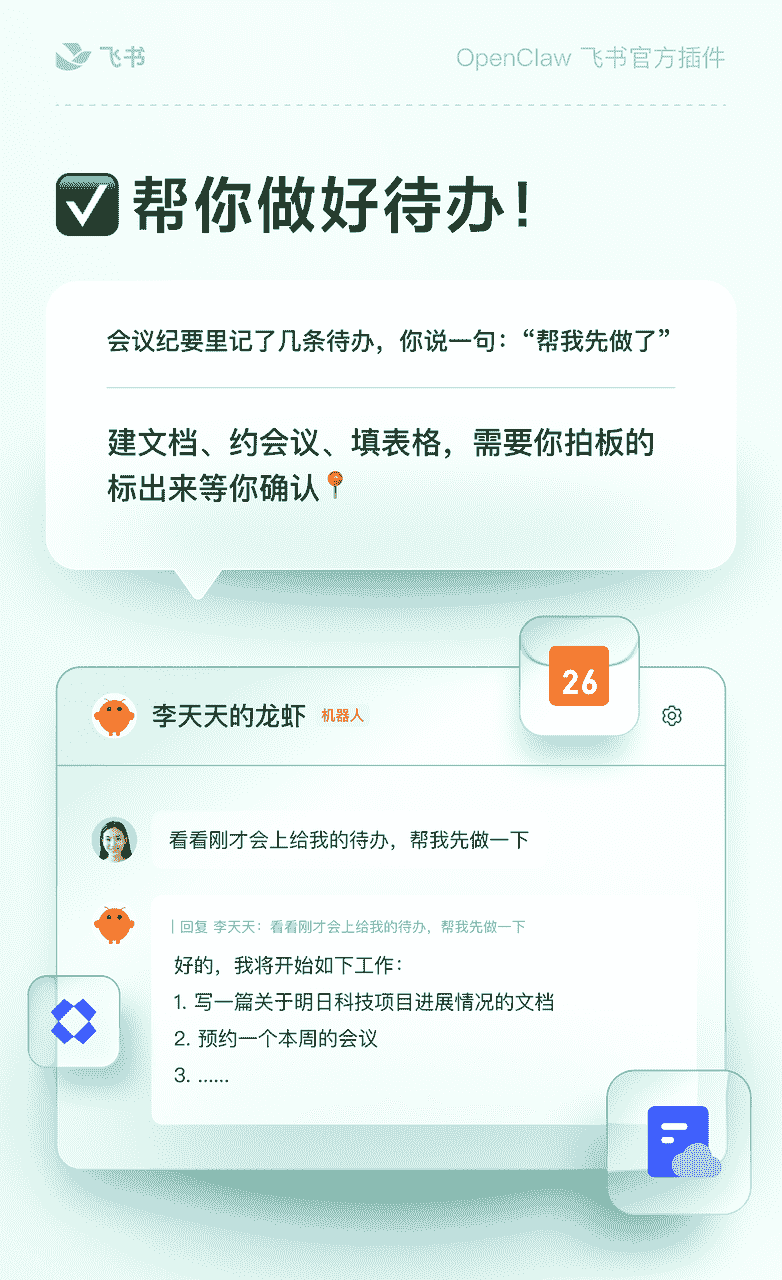 飞书
OpenClaw 飞书官方插件
✅帮你做好待办！
会议纪要里记了几条待办，你说一句：“帮我先做了”
建文档、约会议、填表格，需要你拍板的
标出来等你确认📍
26
李天天的龙虾 机器人
看看刚才会上给我的待办，帮我先做一下
| 回复 李天天：看看刚才会上给我的待办，帮我先做一下
好的，我将开始如下工作：
1. 写一篇关于明日科技项目进展情况的文档
2. 预约一个本周的会议
3. ......